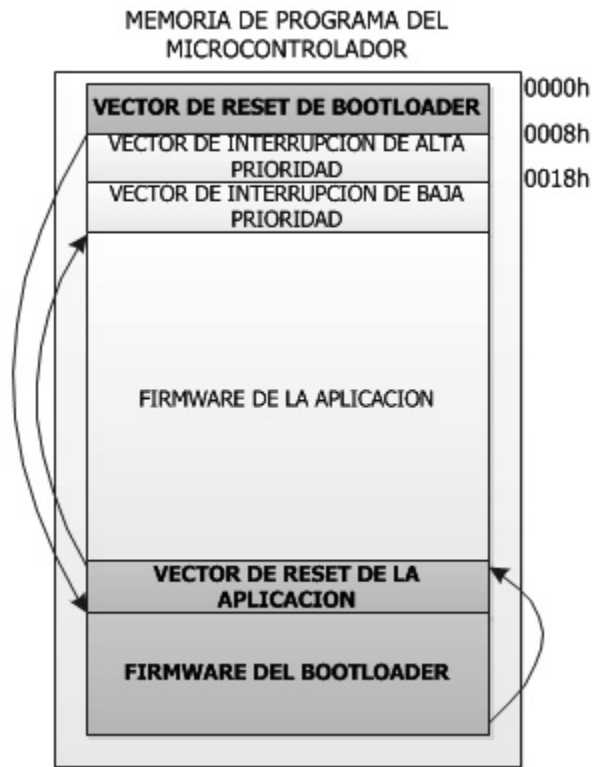 MEMORIA DE PROGRAMA DEL
MICROCONTROLADOR
0000h
VECTOR DE RESET DE BOOTLOADER
0008h
VECTOR DE INTERRUPCION DE ALTA
PRIORIDAD
0018h
VECTOR DE INTERRUPCION DE BAJA
PRIORIDAD
FIRMWARE DE LA APLICACION
VECTOR DE RESET DE LA
APLICACION
FIRMWARE DEL BOOTLOADER